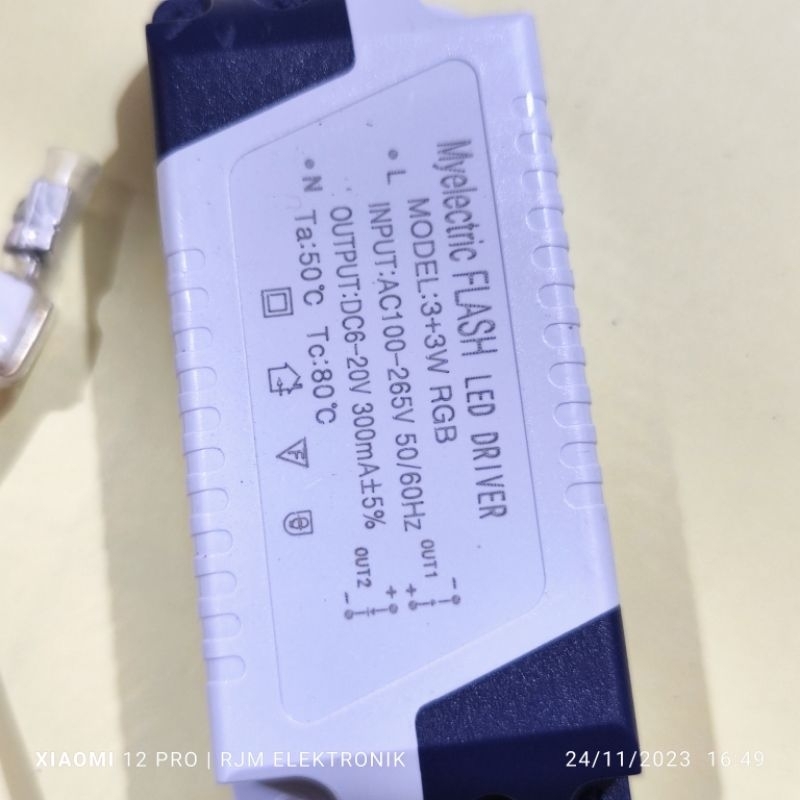 Myelectric FLASH LED DRIVER
MODEL:3+3W RGB
L INPUT:AC100-265V 50/60Hz
OUTPUT:DC6-20V 300mA±5%
N Ta:50℃ Tc:80℃
F
OUT1 - +
OUT2 + -
XIAOMI 12 PRO | RJM ELEKTRONIK
24/11/2023 16:49